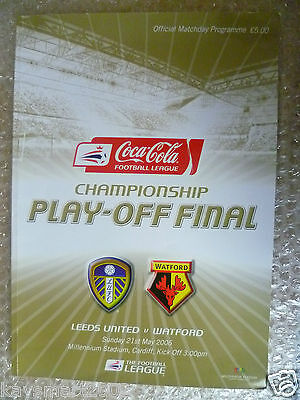 Official Matchday Programme £5.00
Coca-Cola
FOOTBALL LEAGUE
CHAMPIONSHIP
PLAY-OFF FINAL
WATFORD
LEEDS UNITED v WATFORD
Sunday 21st May 2006
Millennium Stadium, Cardiff, Kick Off 3:00pm
THE FOOTBALL
LEAGUE